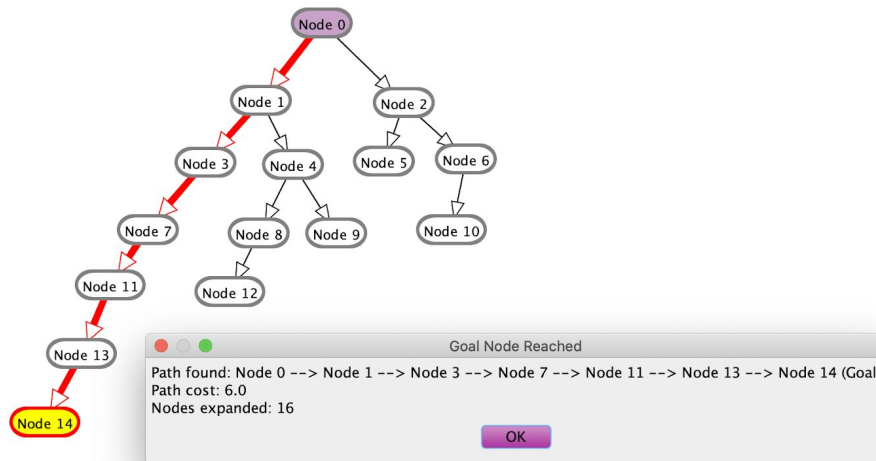 Node 0
Node 1
Node 2
Node 3
Node 4
Node 5
Node 6
Node 7
Node 8
Node 9
Node 10
Node 11
Node 12
Node 13
Node 14
Goal Node Reached
Path found: Node 0 --> Node 1 --> Node 3 --> Node 7 --> Node 11 --> Node 13 --> Node 14 (Goal
Path cost: 6.0
Nodes expanded: 16
OK